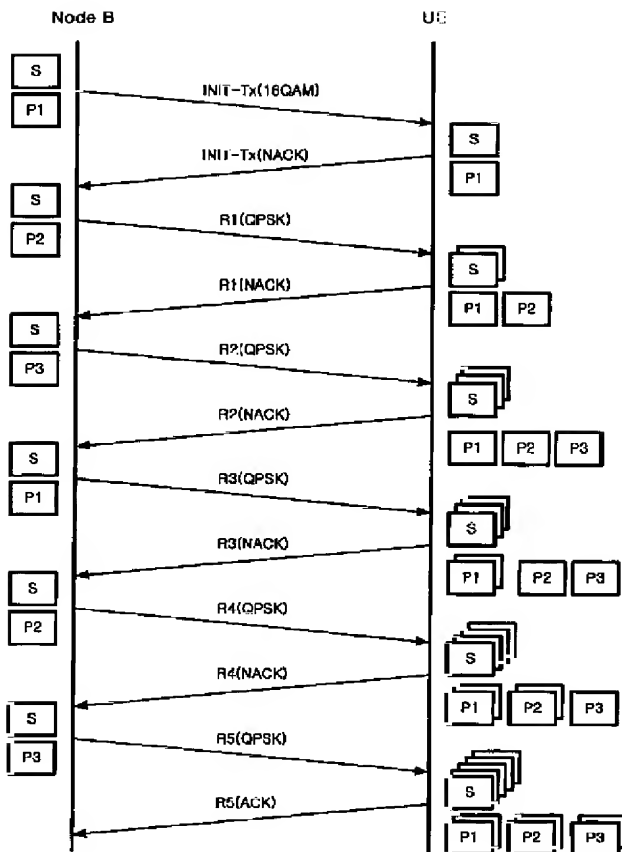 Node B UE
S
INIT-Tx(16QAM)
P1
S
INIT-Tx(NACK)
P1
S
R1(QPSK)
P2
S
R1(NACK)
P1 P2
S
R2(QPSK)
P3
S
R2(NACK)
P1 P2 P3
S
R3(QPSK)
P1
S
R3(NACK)
P1 P2 P3
S
R4(QPSK)
P2
S
R4(NACK)
P1 P2 P3
S
R5(QPSK)
P3
S
R5(ACK)
P1 P2 P3